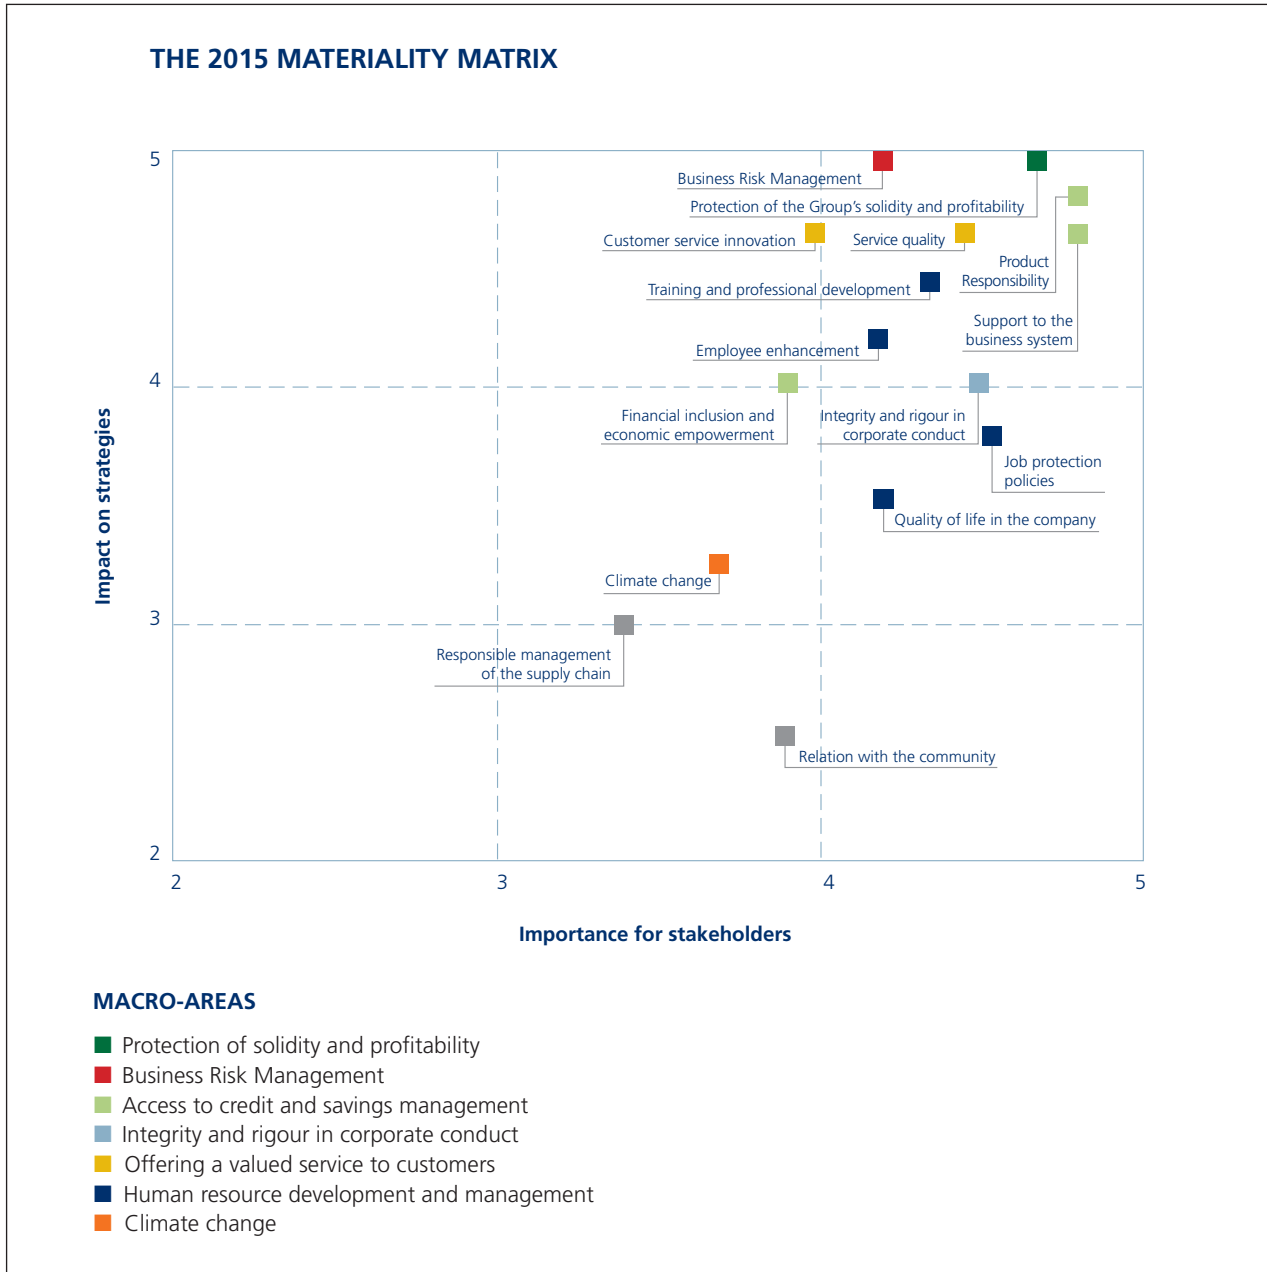 THE 2015 MATERIALITY MATRIX
5
Business Risk Management
Protection of the Group’s solidity and profitability
Customer service innovation
Service quality
Product
Responsibility
Training and professional development
Support to the
business system
Employee enhancement
4
Financial inclusion and
economic empowerment
Integrity and rigour in
corporate conduct
Job protection
policies
Quality of life in the company
Impact on strategies
Climate change
3
Responsible management
of the supply chain
Relation with the community
2
2
3
4
5
Importance for stakeholders
MACRO-AREAS
Protection of solidity and profitability
Business Risk Management
Access to credit and savings management
Integrity and rigour in corporate conduct
Offering a valued service to customers
Human resource development and management
Climate change